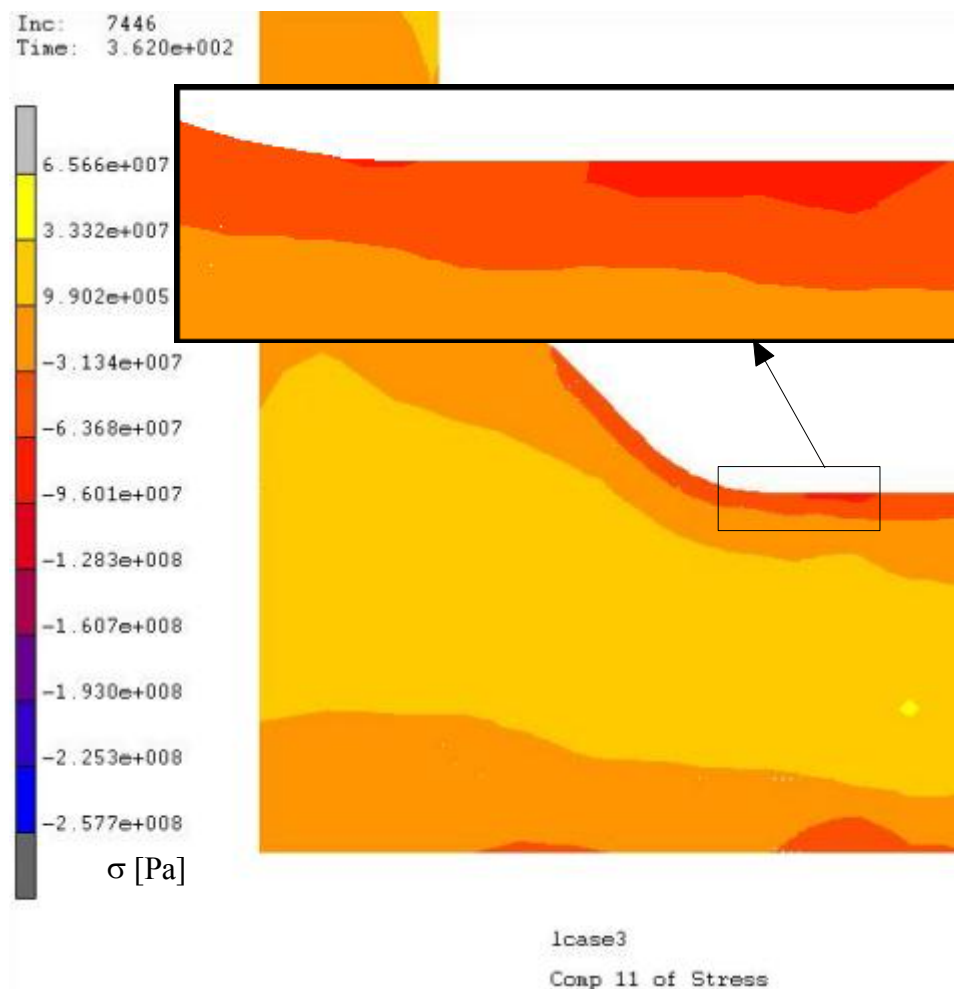 Inc: 7446
Time: 3.620e+002
6.566e+007
3.332e+007
9.902e+005
-3.134e+007
-6.368e+007
-9.601e+007
-1.283e+008
-1.607e+008
-1.930e+008
-2.253e+008
-2.577e+008
σ [Pa]
lcase3
Comp 11 of Stress